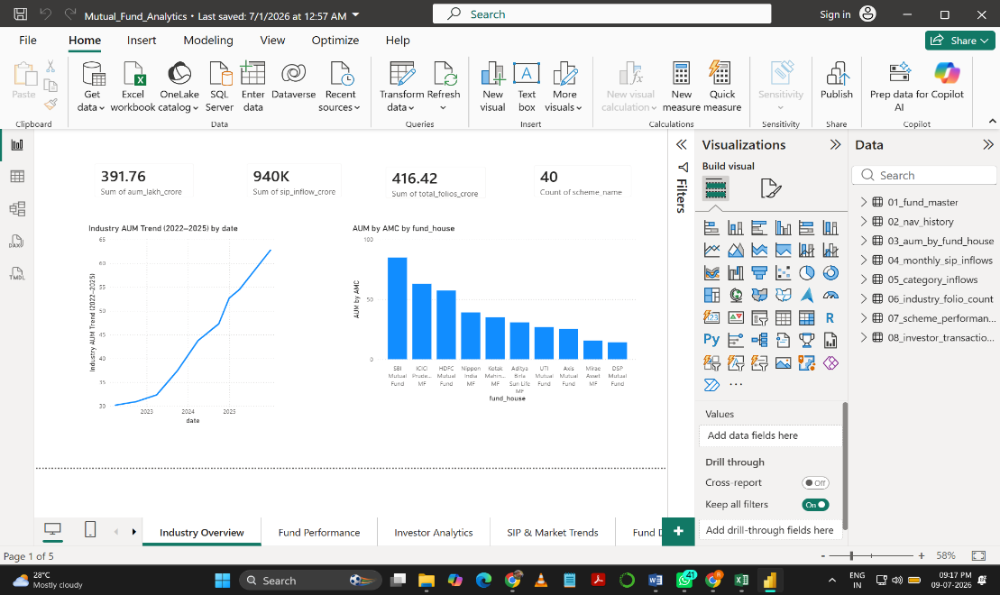 Mutual_Fund_Analytics • Last saved: 7/1/2026 at 12:57 AM
Search
Sign in
File Home Insert Modeling View Optimize Help
Share
Paste
Get data
Excel workbook
OneLake catalog
SQL Server
Enter data
Dataverse
Recent sources
Transform data
Refresh
New visual
Text box
More visuals
New visual calculation
New measure
Quick measure
Sensitivity
Publish
Prep data for AI
Copilot
Clipboard Data Queries Insert Calculations Sensitivity Share Copilot
391.76
Sum of aum_lakh_crore
940K
Sum of sip_inflow_crore
416.42
Sum of total_folios_crore
40
Count of scheme_name
Industry AUM Trend (2022–2025) by date
Industry AUM Trend (2022–2025)
65
60
55
50
45
40
35
30
2023 2024 2025
date
AUM by AMC by fund_house
AUM by AMC
100
50
0
SBI Mutual Fund
ICICI Prude... MF
HDFC Mutual Fund
Nippon India MF
Kotak Mahin... MF
Aditya Birla Sun Life MF
UTI Mutual Fund
Axis Mutual Fund
Mirae Asset MF
DSP Mutual Fund
fund_house
Filters
Visualizations
Build visual
123
R
Py
Values
Add data fields here
Drill through
Cross-report Off
Keep all filters On
Add drill-through fields here
Data
Search
01_fund_master
02_nav_history
03_aum_by_fund_house
04_monthly_sip_inflows
05_category_inflows
06_industry_folio_count
07_scheme_performan...
08_investor_transactio...
DAX
TMDL
Industry Overview Fund Performance Investor Analytics SIP & Market Trends Fund
Page 1 of 5
- + 58%
28°C
Mostly cloudy
Search
41
ENG
IN
09:17 PM
09-07-2026